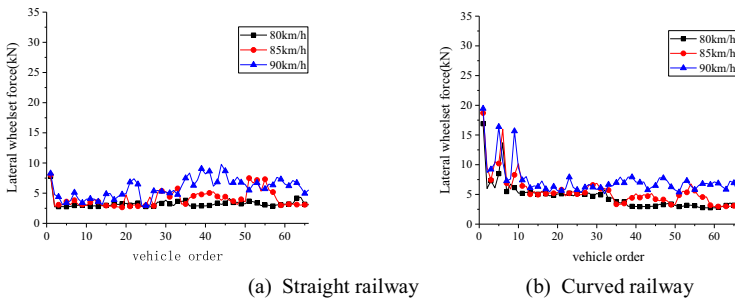 35
30
25
20
15
10
5
0
Lateral wheelset force(kN)
80km/h
85km/h
90km/h
0 10 20 30 40 50 60
vehicle order
35
30
25
20
15
10
5
0
Lateral wheelset force(kN)
80km/h
85km/h
90km/h
0 10 20 30 40 50 60
vehicle order
(a) Straight railway
(b) Curved railway